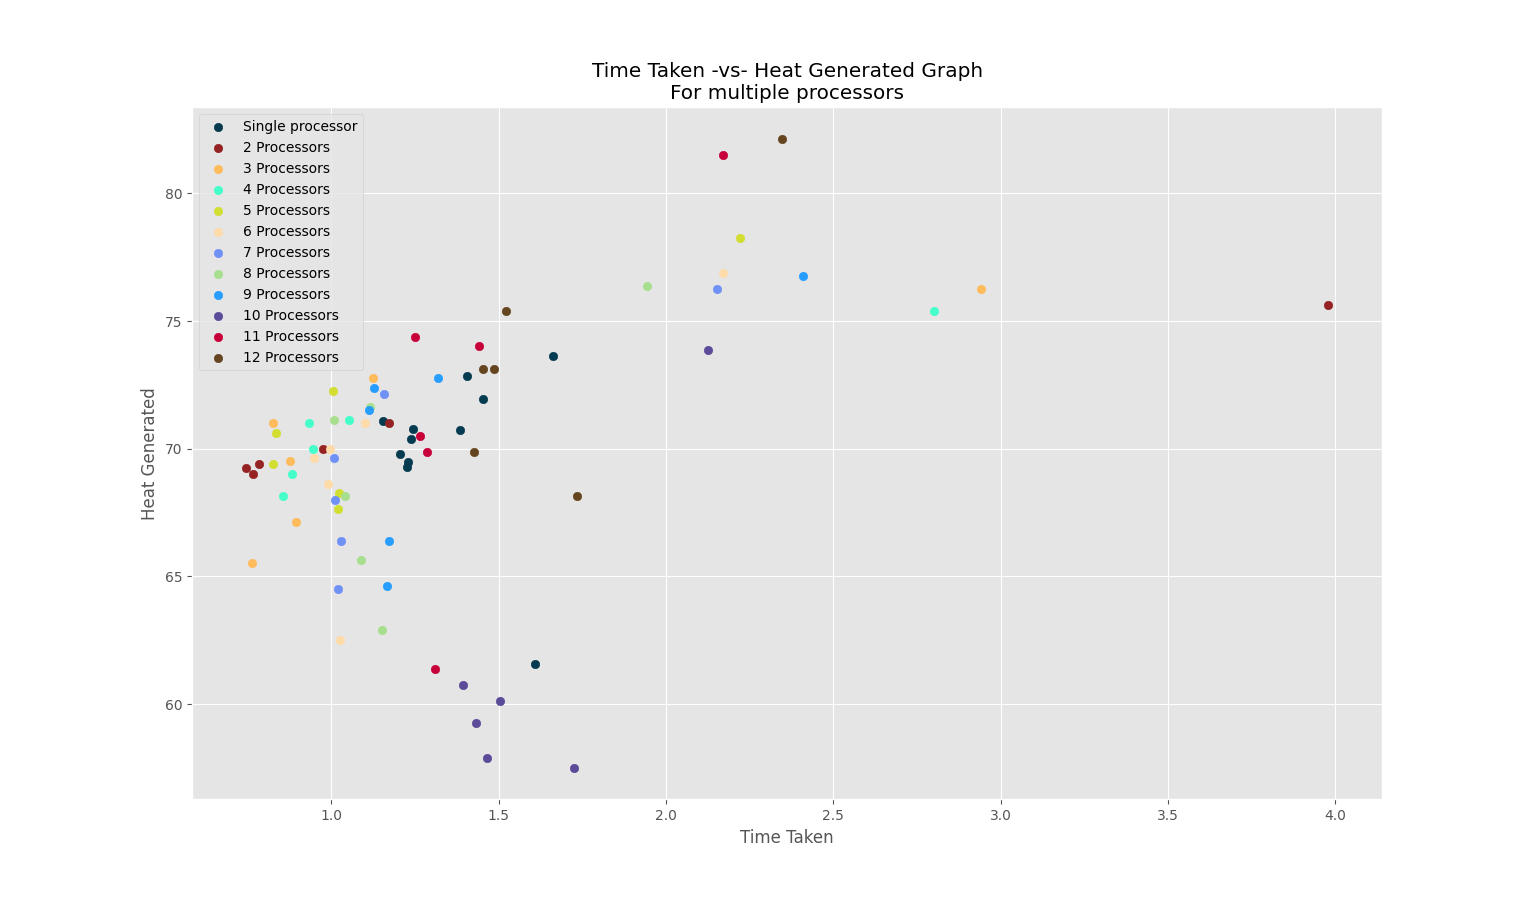 Time Taken -vs- Heat Generated Graph
For multiple processors
Single processor
2 Processors
3 Processors
4 Processors
5 Processors
6 Processors
7 Processors
8 Processors
9 Processors
10 Processors
11 Processors
12 Processors
Heat Generated
80
75
70
65
60
1.0 1.5 2.0 2.5 3.0 3.5 4.0
Time Taken